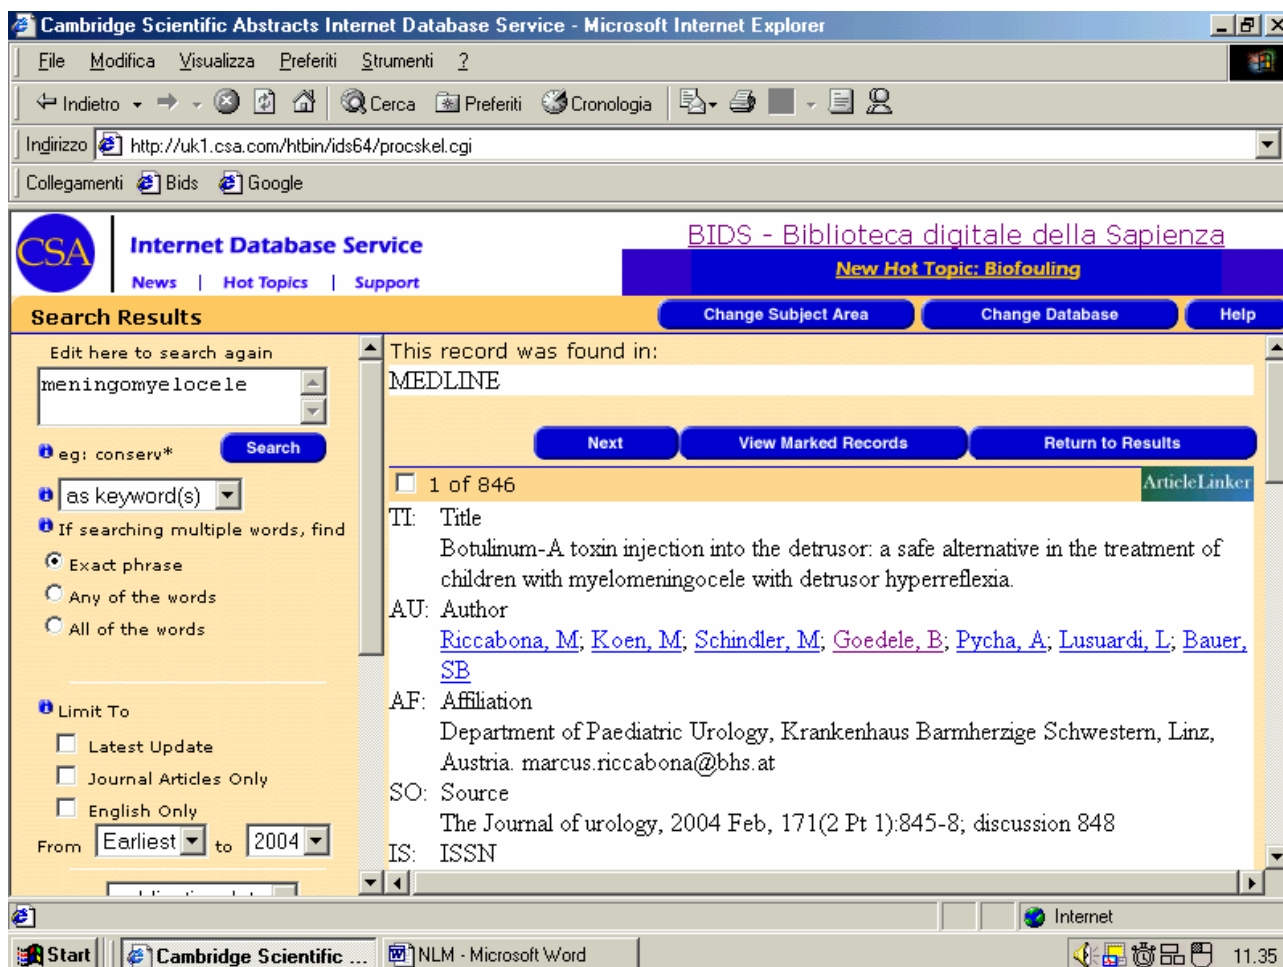 Cambridge Scientific Abstracts Internet Database Service - Microsoft Internet Explorer
File Modifica Visualizza Preferiti Strumenti ?
Indietro Cerca Preferiti Cronologia
Indirizzo http://uk1.csa.com/htbin/ids64/procskel.cgi
Collegamenti Bids Google
CSA
Internet Database Service
News | Hot Topics | Support
BIDS - Biblioteca digitale della Sapienza
New Hot Topic: Biofouling
Search Results
Change Subject Area Change Database Help
Edit here to search again
meningomyelocele
eg: conserv* Search
as keyword(s)
If searching multiple words, find
Exact phrase
Any of the words
All of the words
Limit To
Latest Update
Journal Articles Only
English Only
From Earliest to 2004
This record was found in:
MEDLINE
Next View Marked Records Return to Results
1 of 846 ArticleLinker
TI: Title
Botulinum-A toxin injection into the detrusor: a safe alternative in the treatment of
children with myelomeningocele with detrusor hyperreflexia.
AU: Author
Riccabona, M; Koen, M; Schindler, M; Goedele, B; Pycha, A; Lusuardi, L; Bauer,
SB
AF: Affiliation
Department of Paediatric Urology, Krankenhaus Barmherzige Schwestern, Linz,
Austria. marcus.riccabona@bhs.at
SO: Source
The Journal of urology, 2004 Feb, 171(2 Pt 1):845-8; discussion 848
IS: ISSN
Internet
Start Cambridge Scientific ... NLM - Microsoft Word 11.35